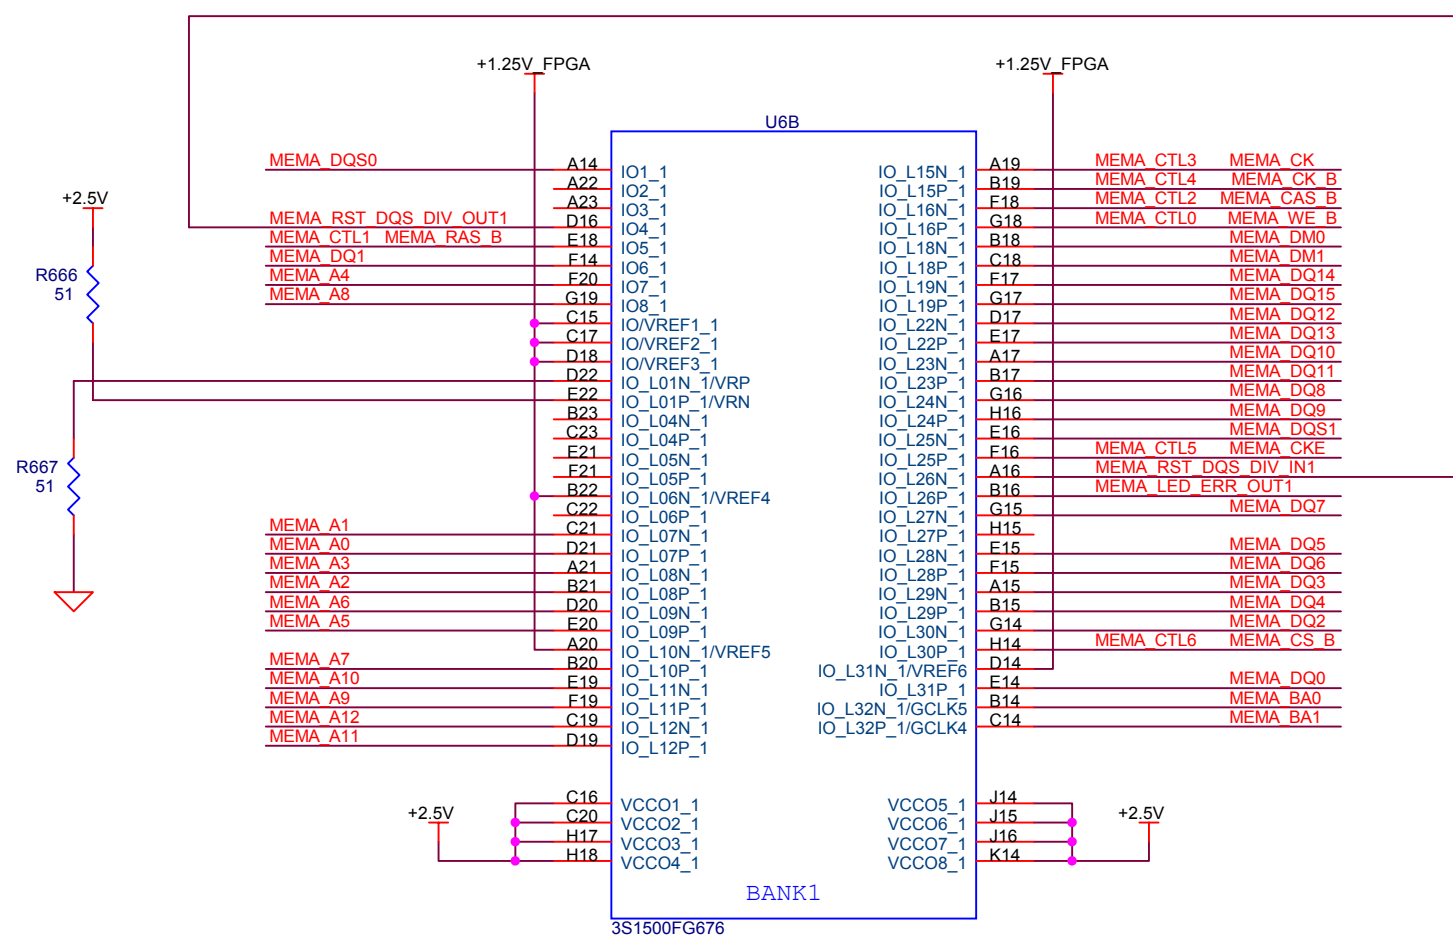 +1.25V_FPGA +1.25V_FPGA
U6B
MEMA_DQS0 A14 IO1_1 IO_L15N_1 A19 MEMA_CTL3 MEMA_CK
A22 IO2_1 IO_L15P_1 B19 MEMA_CTL4 MEMA_CK_B
+2.5V A23 IO3_1 IO_L16N_1 F18 MEMA_CTL2 MEMA_CAS_B
MEMA_RST_DQS_DIV_OUT1 D16 IO4_1 IO_L16P_1 G18 MEMA_CTL0 MEMA_WE_B
MEMA_CTL1 MEMA_RAS_B E18 IO5_1 IO_L18N_1 B18 MEMA_DM0
MEMA_DQ1 F14 IO6_1 IO_L18P_1 C18 MEMA_DM1
R666 MEMA_A4 F20 IO7_1 IO_L19N_1 F17 MEMA_DQ14
51 MEMA_A8 G19 IO8_1 IO_L19P_1 G17 MEMA_DQ15
C15 IO/VREF1_1 IO_L22N_1 D17 MEMA_DQ12
C17 IO/VREF2_1 IO_L22P_1 E17 MEMA_DQ13
D18 IO/VREF3_1 IO_L23N_1 A17 MEMA_DQ10
D22 IO_L01N_1/VRP IO_L23P_1 B17 MEMA_DQ11
E22 IO_L01P_1/VRN IO_L24N_1 G16 MEMA_DQ8
B23 IO_L04N_1 IO_L24P_1 H16 MEMA_DQ9
C23 IO_L04P_1 IO_L25N_1 E16 MEMA_DQS1
E21 IO_L05N_1 IO_L25P_1 F16 MEMA_CTL5 MEMA_CKE
R667 F21 IO_L05P_1 IO_L26N_1 A16 MEMA_RST_DQS_DIV_IN1
51 B22 IO_L06N_1/VREF4 IO_L26P_1 B16 MEMA_LED_ERR_OUT1
C22 IO_L06P_1 IO_L27N_1 G15 MEMA_DQ7
MEMA_A1 C21 IO_L07N_1 IO_L27P_1 H15
MEMA_A0 D21 IO_L07P_1 IO_L28N_1 E15 MEMA_DQ5
MEMA_A3 A21 IO_L08N_1 IO_L28P_1 F15 MEMA_DQ6
MEMA_A2 B21 IO_L08P_1 IO_L29N_1 A15 MEMA_DQ3
MEMA_A6 D20 IO_L09N_1 IO_L29P_1 B15 MEMA_DQ4
MEMA_A5 E20 IO_L09P_1 IO_L30N_1 G14 MEMA_DQ2
A20 IO_L10N_1/VREF5 IO_L30P_1 H14 MEMA_CTL6 MEMA_CS_B
MEMA_A7 B20 IO_L10P_1 IO_L31N_1/VREF6 D14
MEMA_A10 E19 IO_L11N_1 IO_L31P_1 E14 MEMA_DQ0
MEMA_A9 F19 IO_L11P_1 IO_L32N_1/GCLK5 B14 MEMA_BA0
MEMA_A12 C19 IO_L12N_1 IO_L32P_1/GCLK4 C14 MEMA_BA1
MEMA_A11 D19 IO_L12P_1
C16 VCCO1_1 VCCO5_1 J14
+2.5V C20 VCCO2_1 VCCO6_1 J15 +2.5V
H17 VCCO3_1 VCCO7_1 J16
H18 VCCO4_1 VCCO8_1 K14
BANK1
3S1500FG676